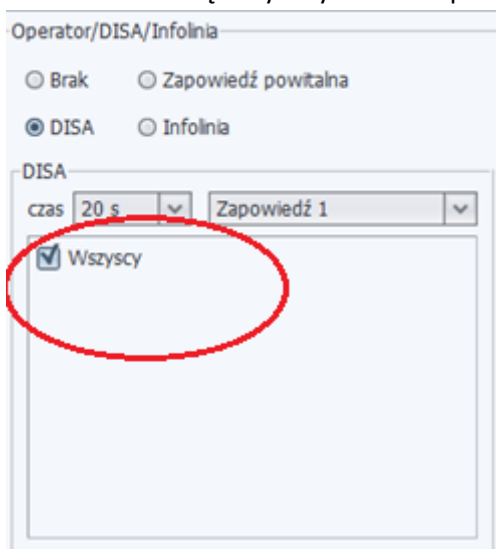 Operator/DISA/Infolinia
Brak Zapowiedź powitalna
DISA Infolinia
DISA
czas 20 s Zapowiedź 1
Wszyscy